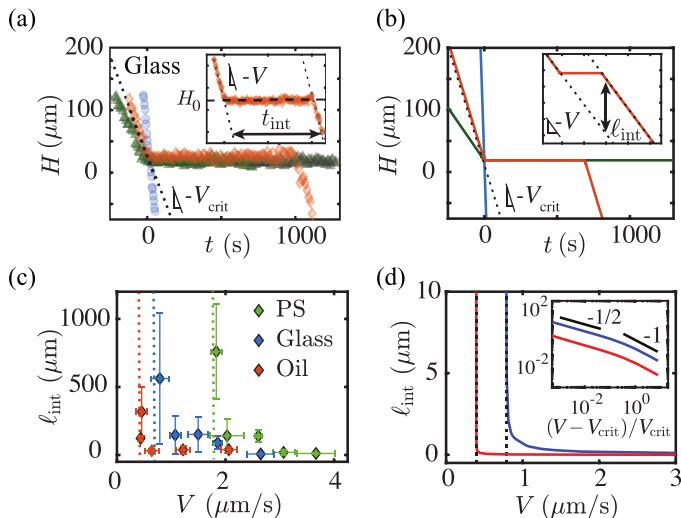 (a)
200
Glass
-V
H₀
t_int
100
H (μm)
0
-V_crit
0
1000
t (s)
(b)
200
-V
ℓ_int
100
H (μm)
0
-V_crit
0
1000
t (s)
(c)
1000
PS
Glass
Oil
500
ℓ_int (μm)
0
0
2
4
V (μm/s)
(d)
10
10²
-1/2
-1
10⁻²
10⁻²
10⁰
(V−V_crit)/V_crit
5
ℓ_int (μm)
0
0
1
2
3
V (μm/s)